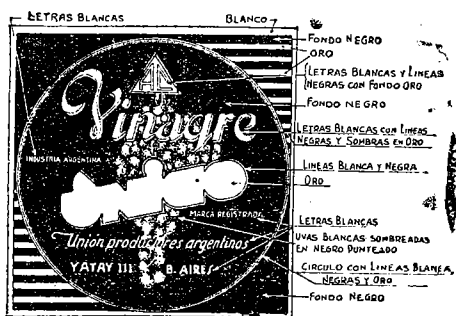 LETRAS BLANCAS
BLANCO
FONDO NEGRO
ORO
LETRAS BLANCAS Y LINEAS
NEGRAS CON FONDO ORO
FONDO NEGRO
Vinagre
LETRAS BLANCAS CON LINEAS
NEGRAS Y SOMBRAS EN ORO
INDUSTRIA ARGENTINA
LINEAS BLANCA Y NEGRA
ORO
MARCA REGISTRADA
LETRAS BLANCAS
Union productores argentinos
UVAS BLANCAS SOMBREADAS
EN NEGRO PUNTEADO
YATAY 111 B. AIRES
CIRCULO CON LINEAS BLANCA,
NEGRAS Y ORO
FONDO NEGRO